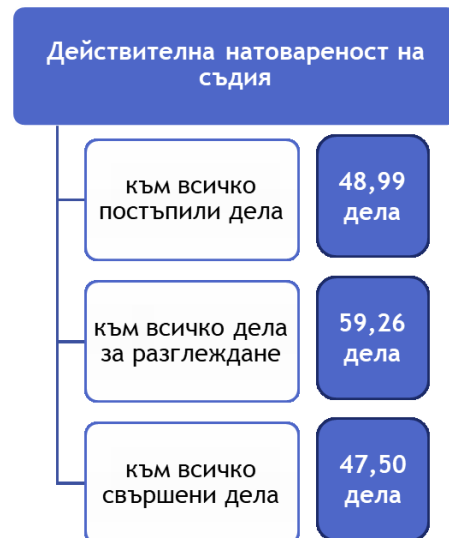 Действителна натовареност на
съдия
към всичко
постъпили дела
48,99
дела
към всичко дела
за разглеждане
59,26
дела
към всичко
свършени дела
47,50
дела